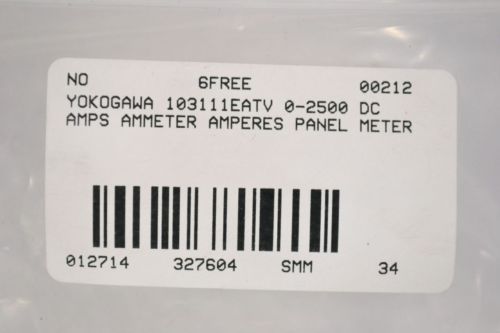 NO 6FREE 00212
YOKOGAWA 103111EATV 0-2500 DC
AMPS AMMETER AMPERES PANEL METER
012714 327604 SMM 34